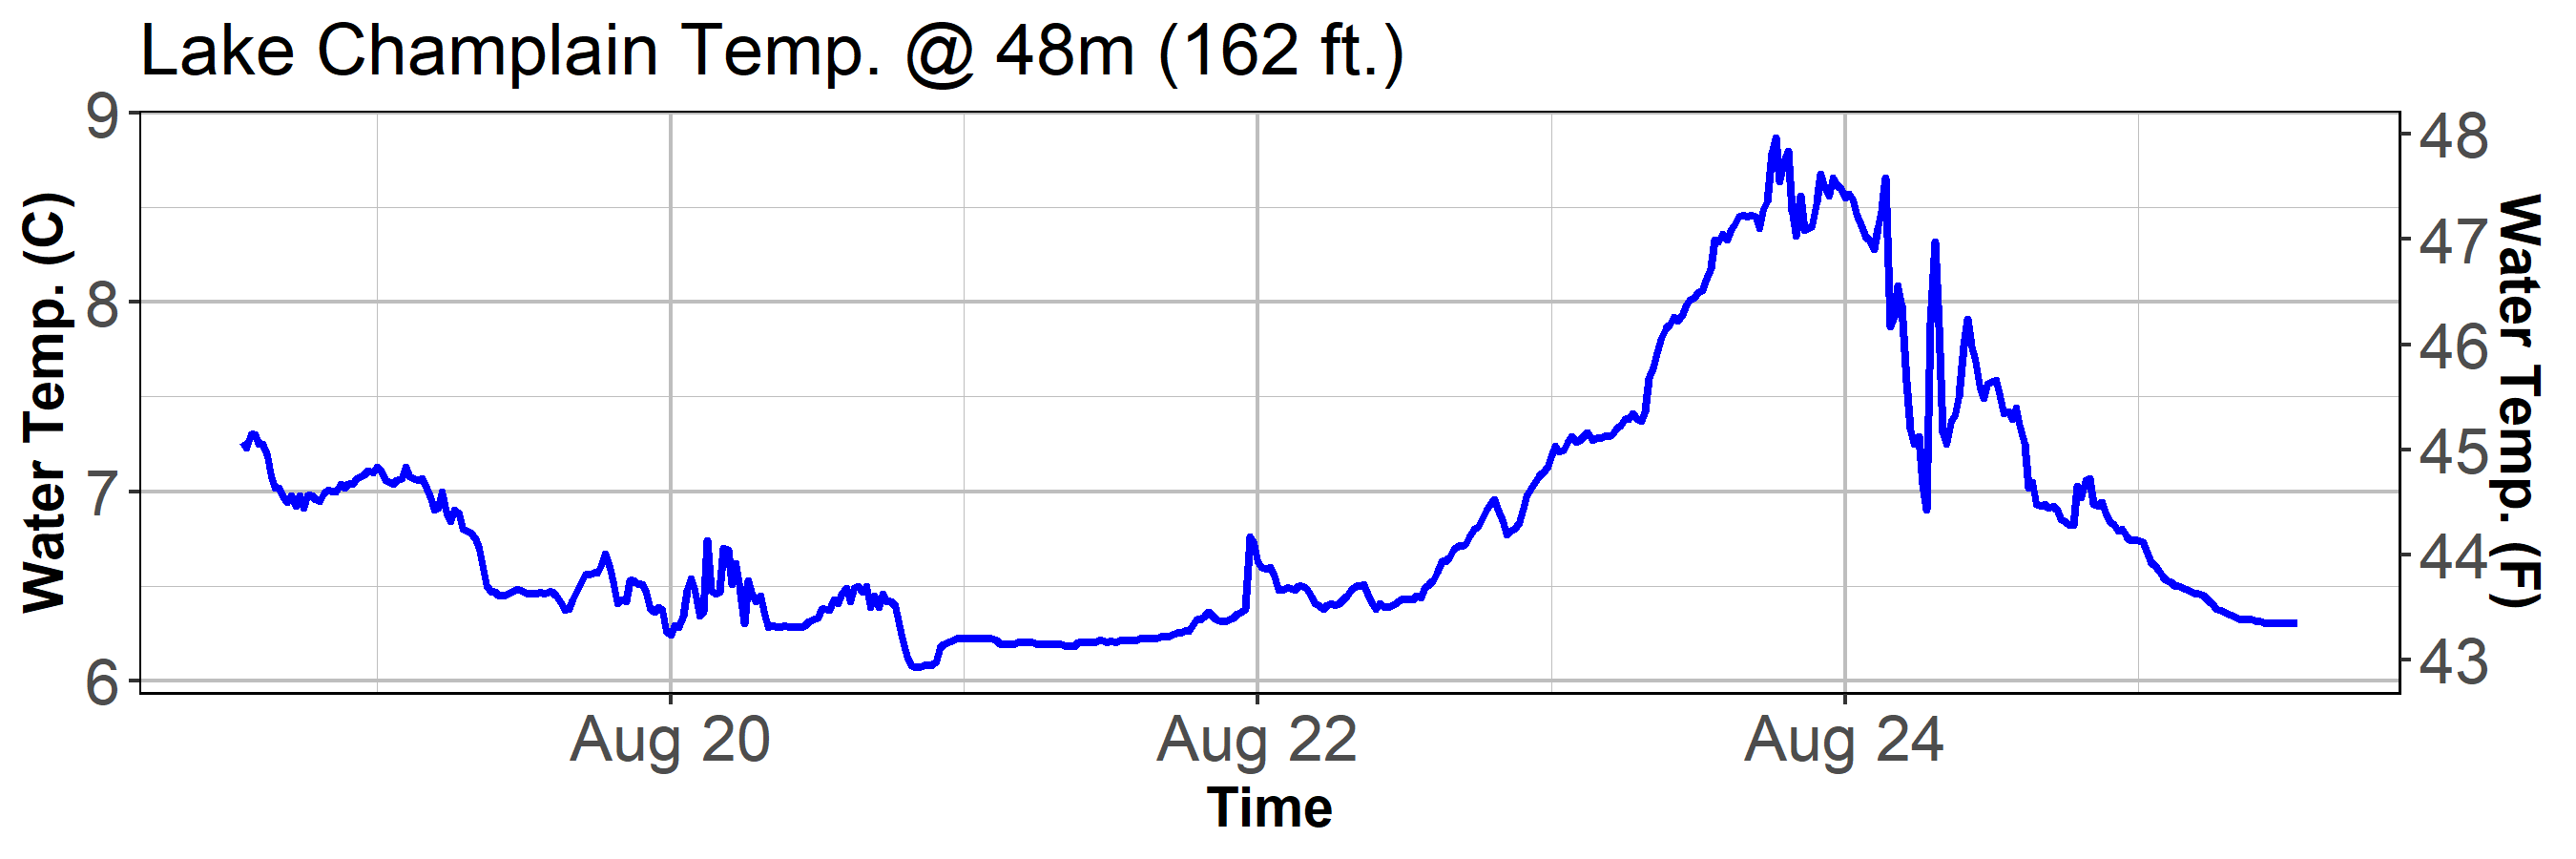 Lake Champlain Temp. @ 48m (162 ft.)
9
8
7
6
Water Temp. (C)
48
47
46
45
44
43
Water Temp. (F)
Aug 20 Aug 22 Aug 24
Time